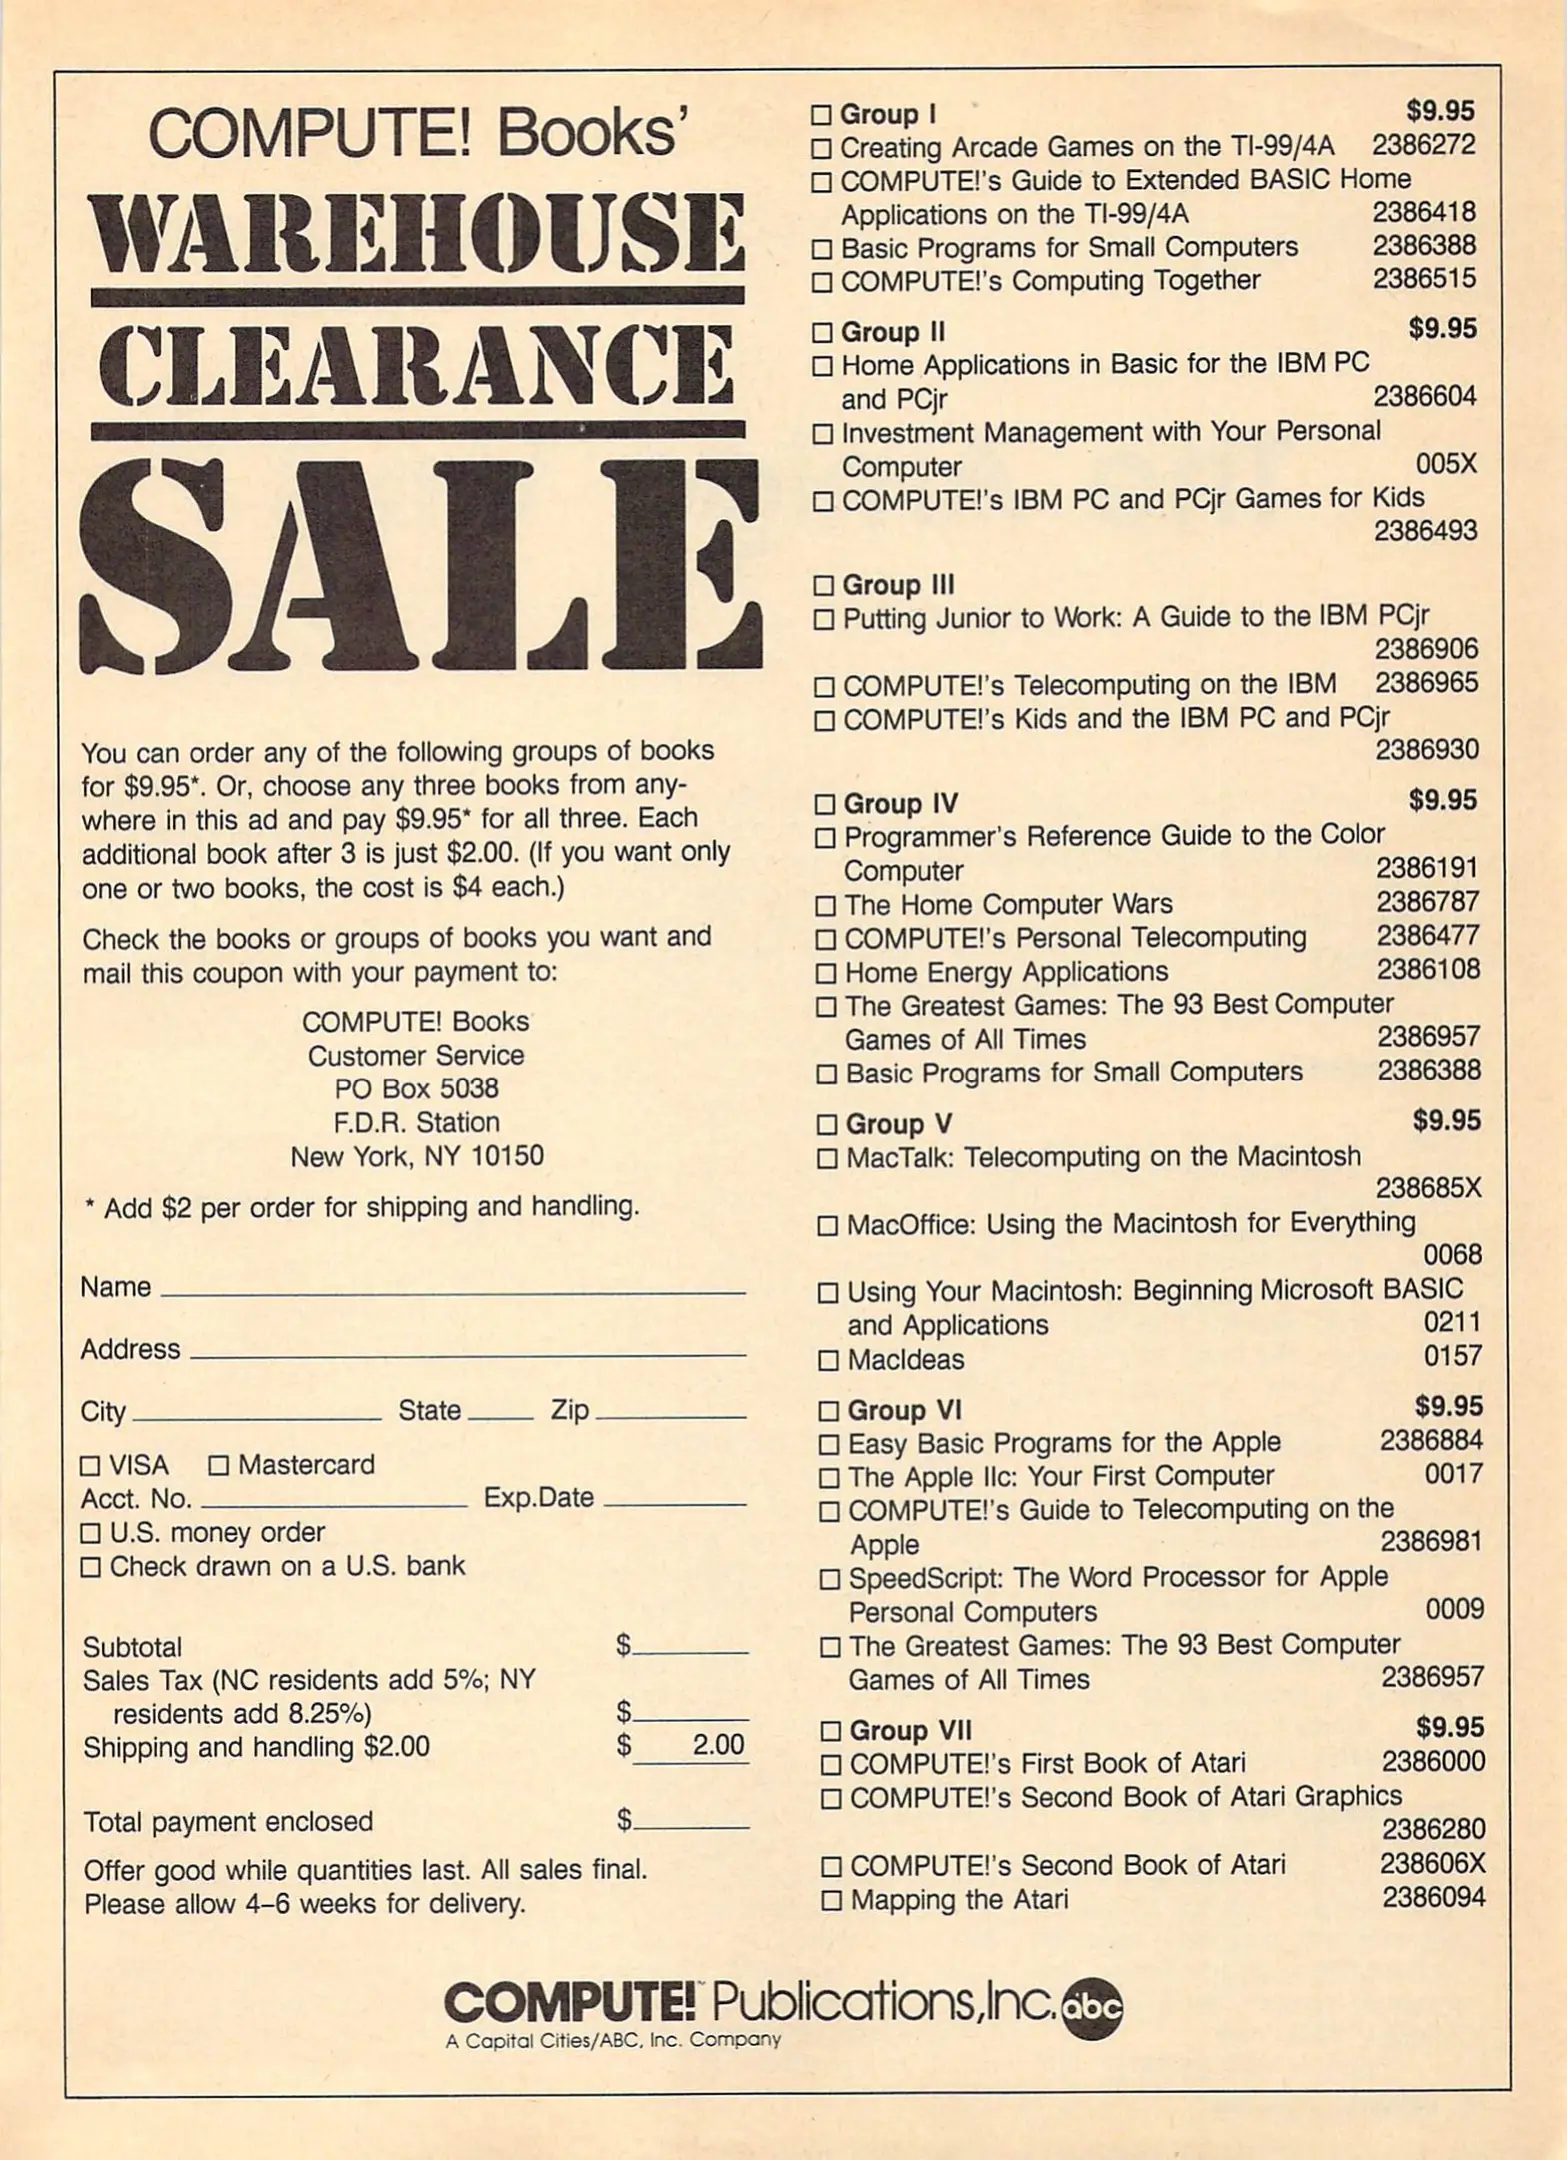 COMPUTE! Books'
WAREHOUSE
CLEARANCE
SALE
You can order any of the following groups of books
for $9.95*. Or, choose any three books from any-
where in this ad and pay $9.95* for all three. Each
additional book after 3 is just $2.00. (If you want only
one or two books, the cost is $4 each.)
Check the books or groups of books you want and
mail this coupon with your payment to:
COMPUTE! Books
Customer Service
PO Box 5038
F.D.R. Station
New York, NY 10150
* Add $2 per order for shipping and handling.
Name
Address
City State Zip
☐ VISA ☐ Mastercard
Acct. No. Exp.Date
☐ U.S. money order
☐ Check drawn on a U.S. bank
Subtotal $
Sales Tax (NC residents add 5%; NY
residents add 8.25%) $
Shipping and handling $2.00 $ 2.00
Total payment enclosed $
Offer good while quantities last. All sales final.
Please allow 4–6 weeks for delivery.
☐ Group I $9.95
☐ Creating Arcade Games on the TI-99/4A 2386272
☐ COMPUTE!'s Guide to Extended BASIC Home
Applications on the TI-99/4A 2386418
☐ Basic Programs for Small Computers 2386388
☐ COMPUTE!'s Computing Together 2386515
☐ Group II $9.95
☐ Home Applications in Basic for the IBM PC
and PCjr 2386604
☐ Investment Management with Your Personal
Computer 005X
☐ COMPUTE!'s IBM PC and PCjr Games for Kids
2386493
☐ Group III
☐ Putting Junior to Work: A Guide to the IBM PCjr
2386906
☐ COMPUTE!'s Telecomputing on the IBM 2386965
☐ COMPUTE!'s Kids and the IBM PC and PCjr
2386930
☐ Group IV $9.95
☐ Programmer's Reference Guide to the Color
Computer 2386191
☐ The Home Computer Wars 2386787
☐ COMPUTE!'s Personal Telecomputing 2386477
☐ Home Energy Applications 2386108
☐ The Greatest Games: The 93 Best Computer
Games of All Times 2386957
☐ Basic Programs for Small Computers 2386388
☐ Group V $9.95
☐ MacTalk: Telecomputing on the Macintosh
238685X
☐ MacOffice: Using the Macintosh for Everything
0068
☐ Using Your Macintosh: Beginning Microsoft BASIC
and Applications 0211
☐ MacIdeas 0157
☐ Group VI $9.95
☐ Easy Basic Programs for the Apple 2386884
☐ The Apple IIc: Your First Computer 0017
☐ COMPUTE!'s Guide to Telecomputing on the
Apple 2386981
☐ SpeedScript: The Word Processor for Apple
Personal Computers 0009
☐ The Greatest Games: The 93 Best Computer
Games of All Times 2386957
☐ Group VII $9.95
☐ COMPUTE!'s First Book of Atari 2386000
☐ COMPUTE!'s Second Book of Atari Graphics
2386280
☐ COMPUTE!'s Second Book of Atari 238606X
☐ Mapping the Atari 2386094
COMPUTE!™ Publications,Inc. abc
A Capital Cities/ABC, Inc. Company